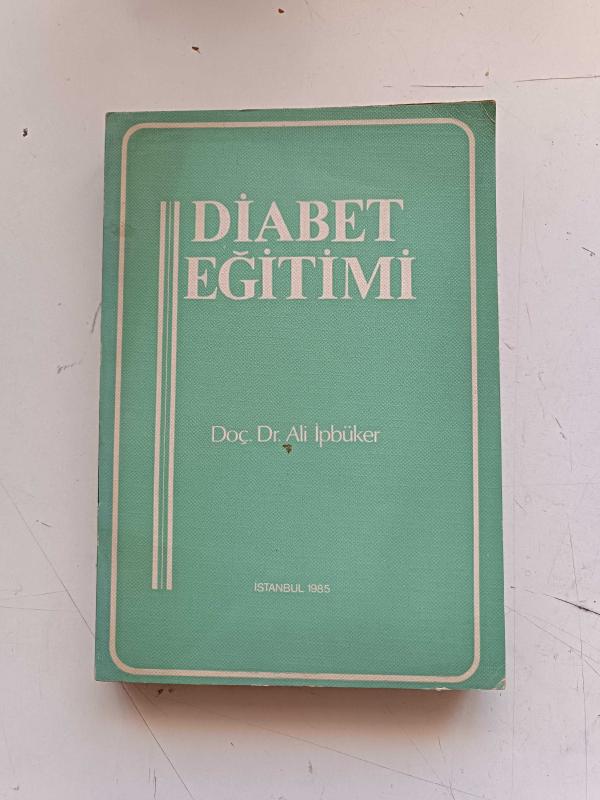 DİABET
EĞİTİMİ
Doç. Dr. Ali İpbüker
İSTANBUL 1985